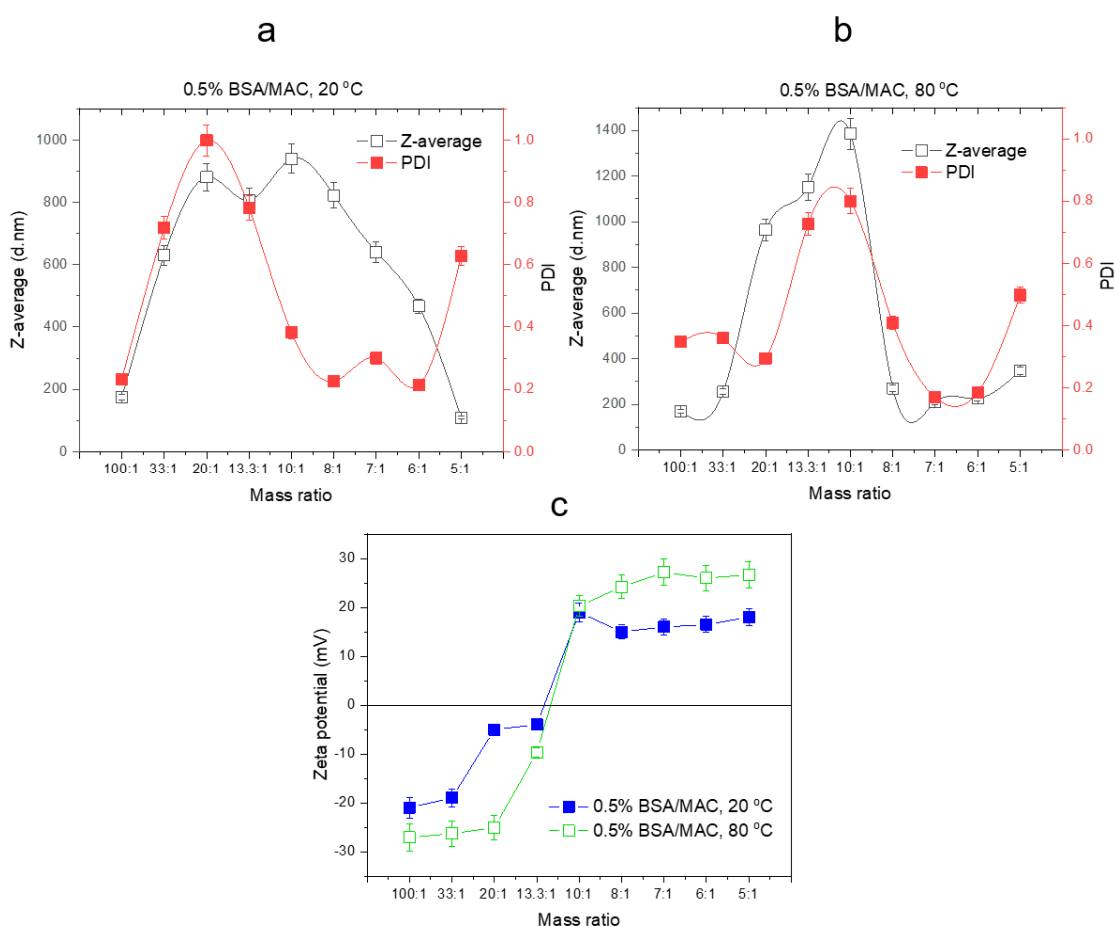 a
b
0.5% BSA/MAC, 20 °C
0.5% BSA/MAC, 80 °C
Z-average (d.nm)
1000
800
600
400
200
0
Z-average
PDI
1.0
0.8
0.6
0.4
0.2
0.0
PDI
100:1 33:1 20:1 13.3:1 10:1 8:1 7:1 6:1 5:1
Mass ratio
Z-average (d.nm)
1400
1200
1000
800
600
400
200
0
Z-average
PDI
1.0
0.8
0.6
0.4
0.2
0.0
PDI
100:1 33:1 20:1 13.3:1 10:1 8:1 7:1 6:1 5:1
Mass ratio
c
Zeta potential (mV)
30
20
10
0
-10
-20
-30
0.5% BSA/MAC, 20 °C
0.5% BSA/MAC, 80 °C
100:1 33:1 20:1 13.3:1 10:1 8:1 7:1 6:1 5:1
Mass ratio